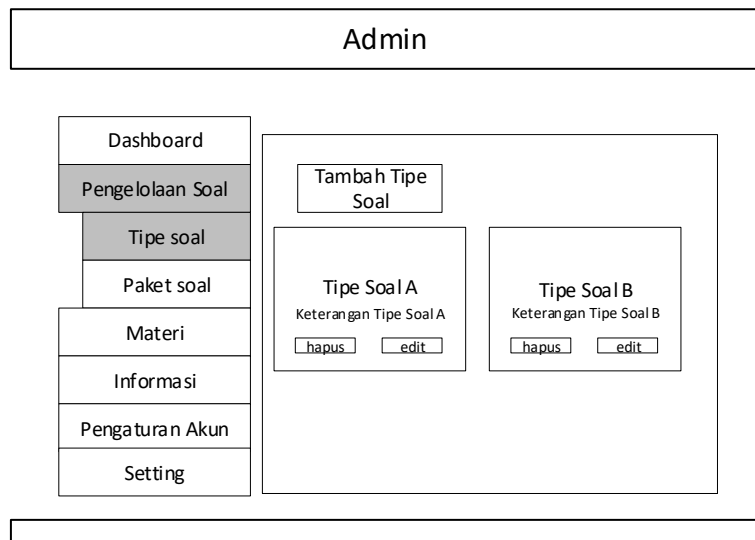 Admin
Dashboard
Pengelolaan Soal
Tipe soal
Paket soal
Materi
Informasi
Pengaturan Akun
Setting
Tambah Tipe
Soal
Tipe Soal A
Keterangan Tipe Soal A
hapus edit
Tipe Soal B
Keterangan Tipe Soal B
hapus edit